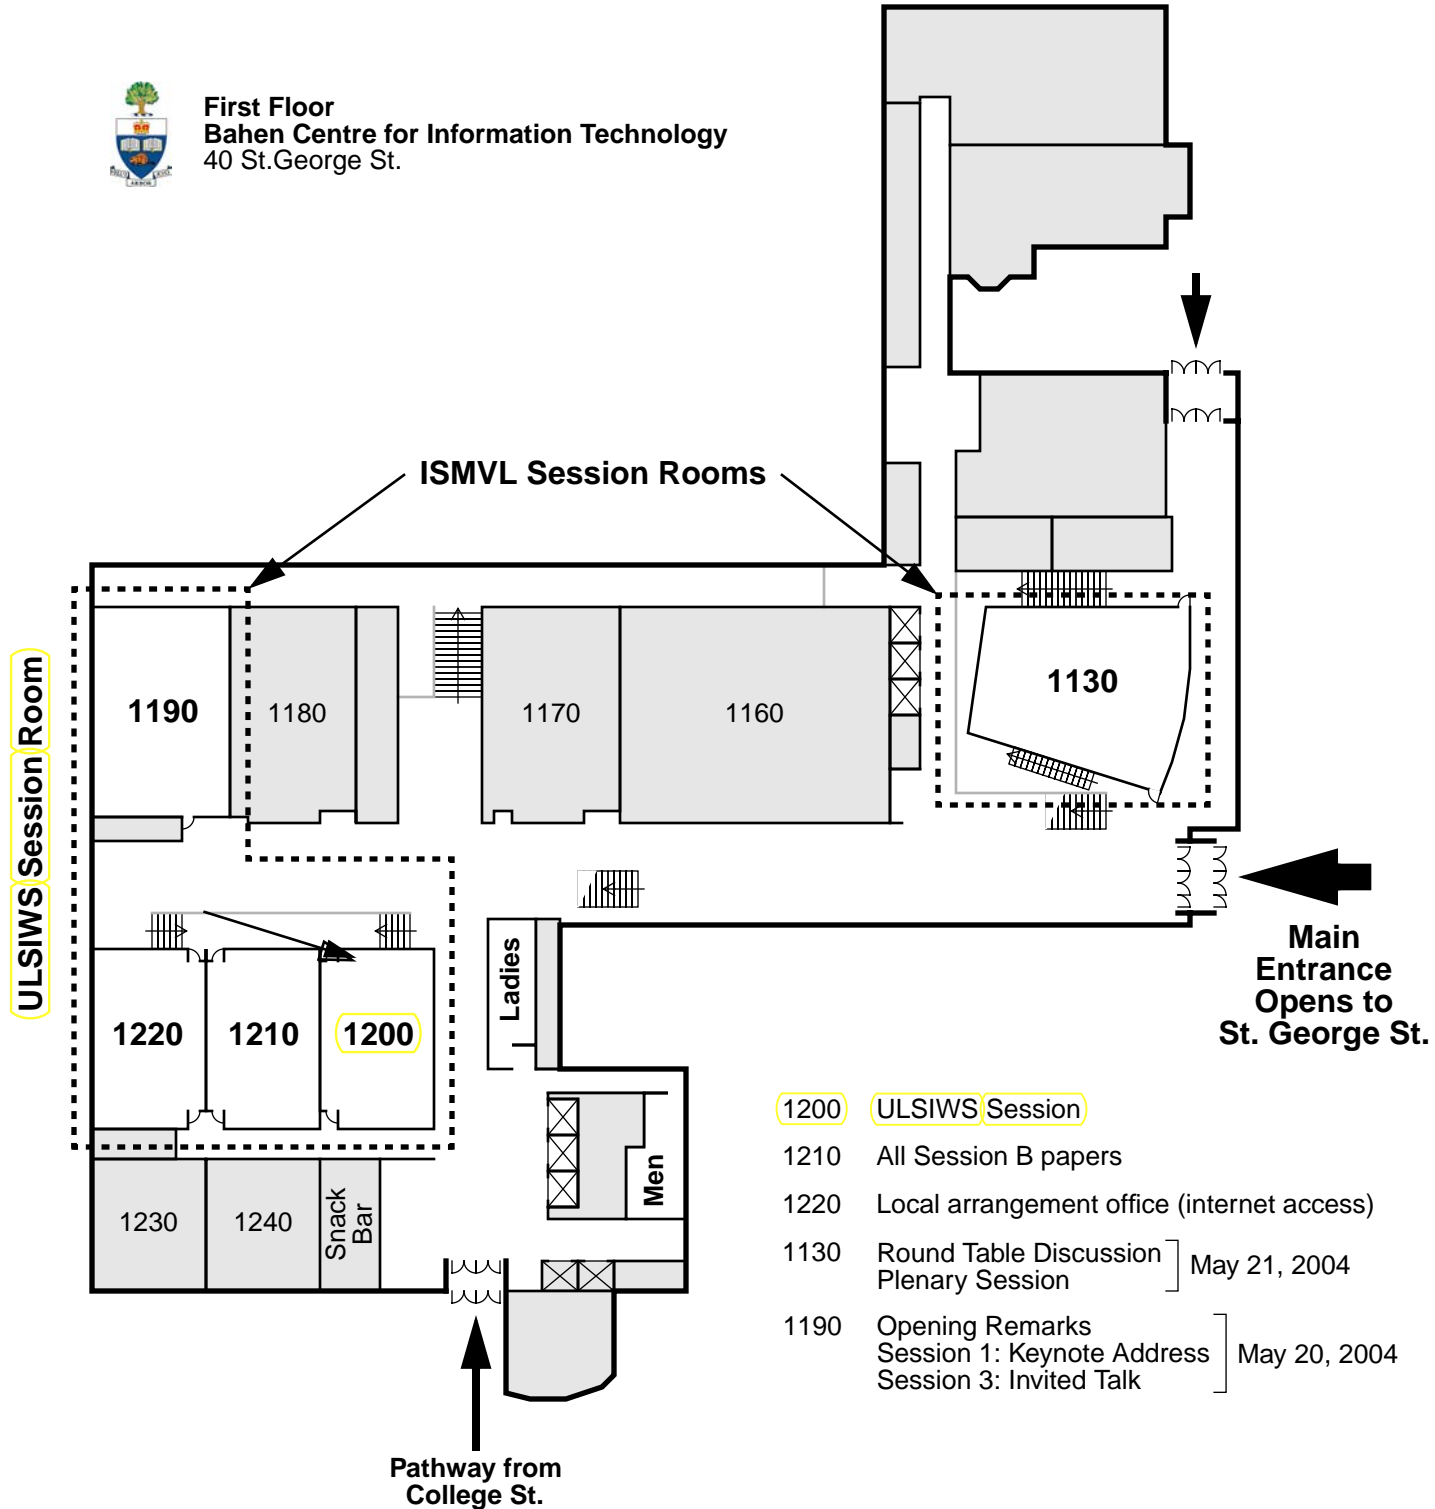 First Floor
Bahen Centre for Information Technology
40 St.George St.
ISMVL Session Rooms
ULSIWS Session Room
1190
1180
1170
1160
1130
Main
Entrance
Opens to
St. George St.
Ladies
1220
1210
1200
1230
1240
Snack
Bar
Men
1200 ULSIWS Session
1210 All Session B papers
1220 Local arrangement office (internet access)
1130 Round Table Discussion
Plenary Session
May 21, 2004
1190 Opening Remarks
Session 1: Keynote Address
Session 3: Invited Talk
May 20, 2004
Pathway from
College St.